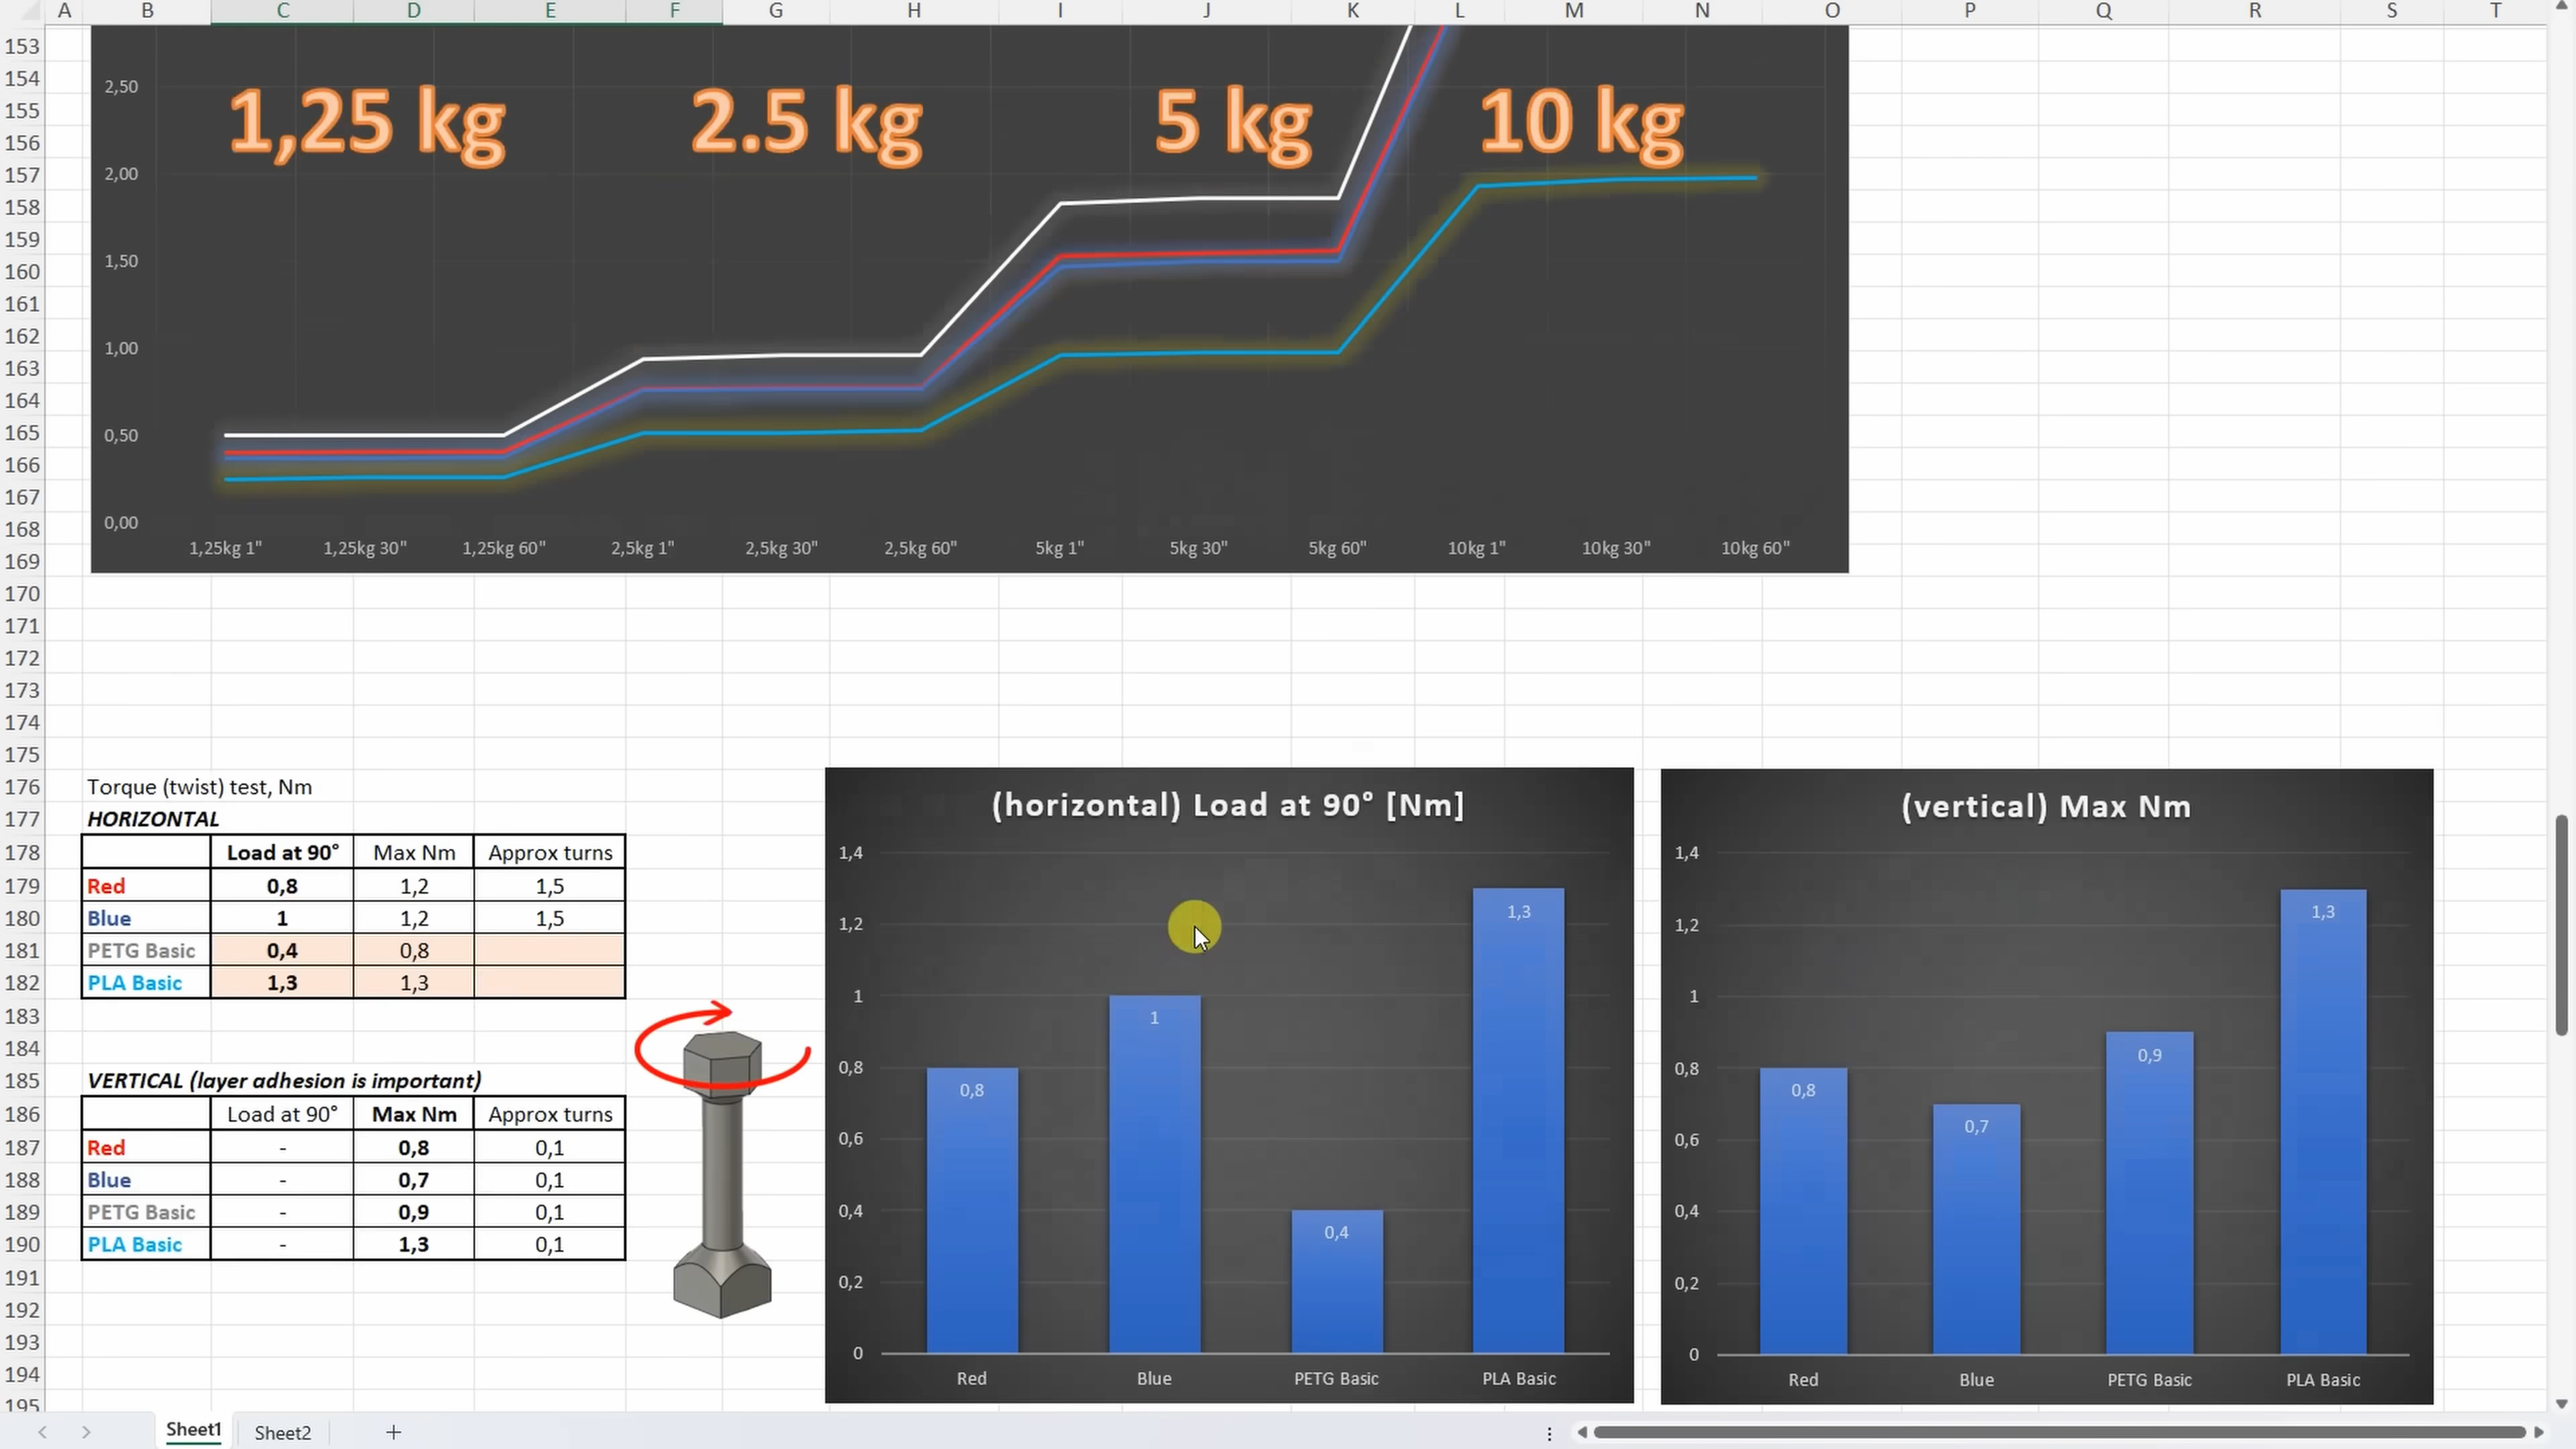 A B C D E F G H I J K L M N O P Q R S T
153
154
155
156
157
158
159
160
161
162
163
164
165
166
167
168
169
170
171
172
173
174
175
176
177
178
179
180
181
182
183
184
185
186
187
188
189
190
191
192
193
194
195
2,50
2,00
1,50
1,00
0,50
0,00
1,25 kg 2.5 kg 5 kg 10 kg
1,25kg 1" 1,25kg 30" 1,25kg 60" 2,5kg 1" 2,5kg 30" 2,5kg 60" 5kg 1" 5kg 30" 5kg 60" 10kg 1" 10kg 30" 10kg 60"
Torque (twist) test, Nm
HORIZONTAL
Load at 90° Max Nm Approx turns
Red 0,8 1,2 1,5
Blue 1 1,2 1,5
PETG Basic 0,4 0,8
PLA Basic 1,3 1,3
VERTICAL (layer adhesion is important)
Load at 90° Max Nm Approx turns
Red - 0,8 0,1
Blue - 0,7 0,1
PETG Basic - 0,9 0,1
PLA Basic - 1,3 0,1
(horizontal) Load at 90° [Nm]
1,4
1,2
1
0,8
0,6
0,4
0,2
0
0,8 1 0,4 1,3
Red Blue PETG Basic PLA Basic
(vertical) Max Nm
1,4
1,2
1
0,8
0,6
0,4
0,2
0
0,8 0,7 0,9 1,3
Red Blue PETG Basic PLA Basic
Sheet1 Sheet2 +